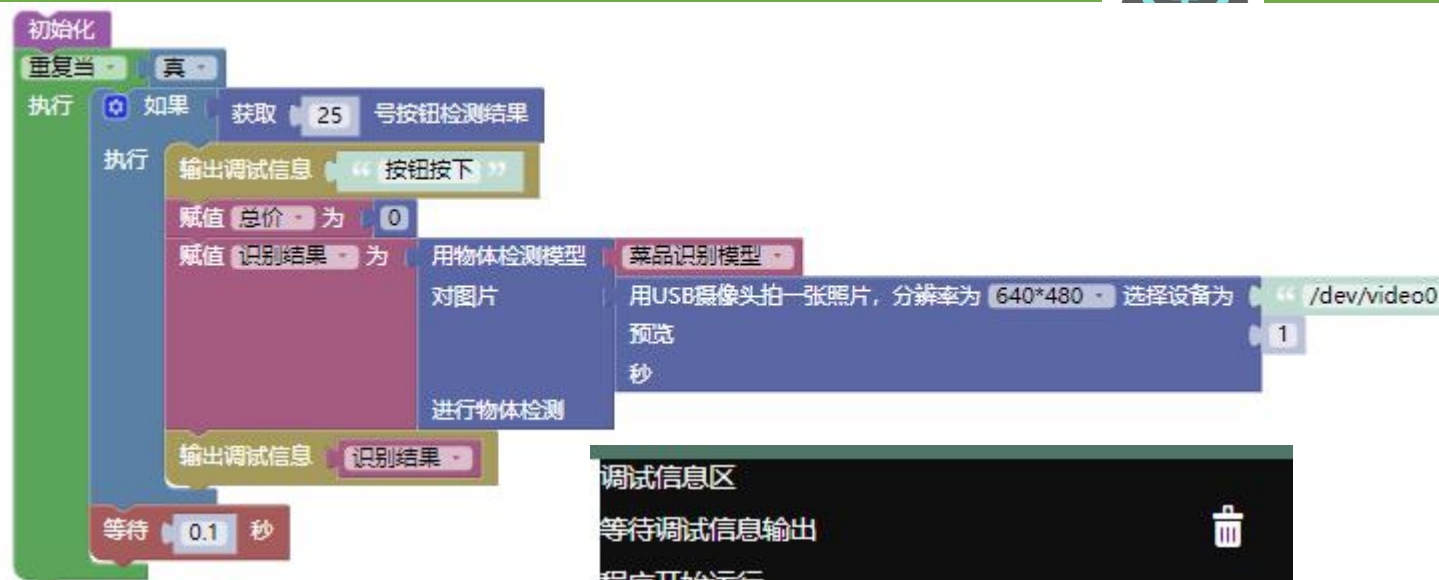 初始化
重复当 真
执行 如果 获取 25 号按钮检测结果
执行 输出调试信息 “ 按钮按下 ”
赋值 总价 为 0
赋值 识别结果 为 用物体检测模型 菜品识别模型
对图片 用USB摄像头拍一张照片，分辨率为 640*480 选择设备为 “ /dev/video0
预览 1
秒
进行物体检测
输出调试信息 识别结果
等待 0.1 秒
调试信息区
等待调试信息输出
程序开始运行